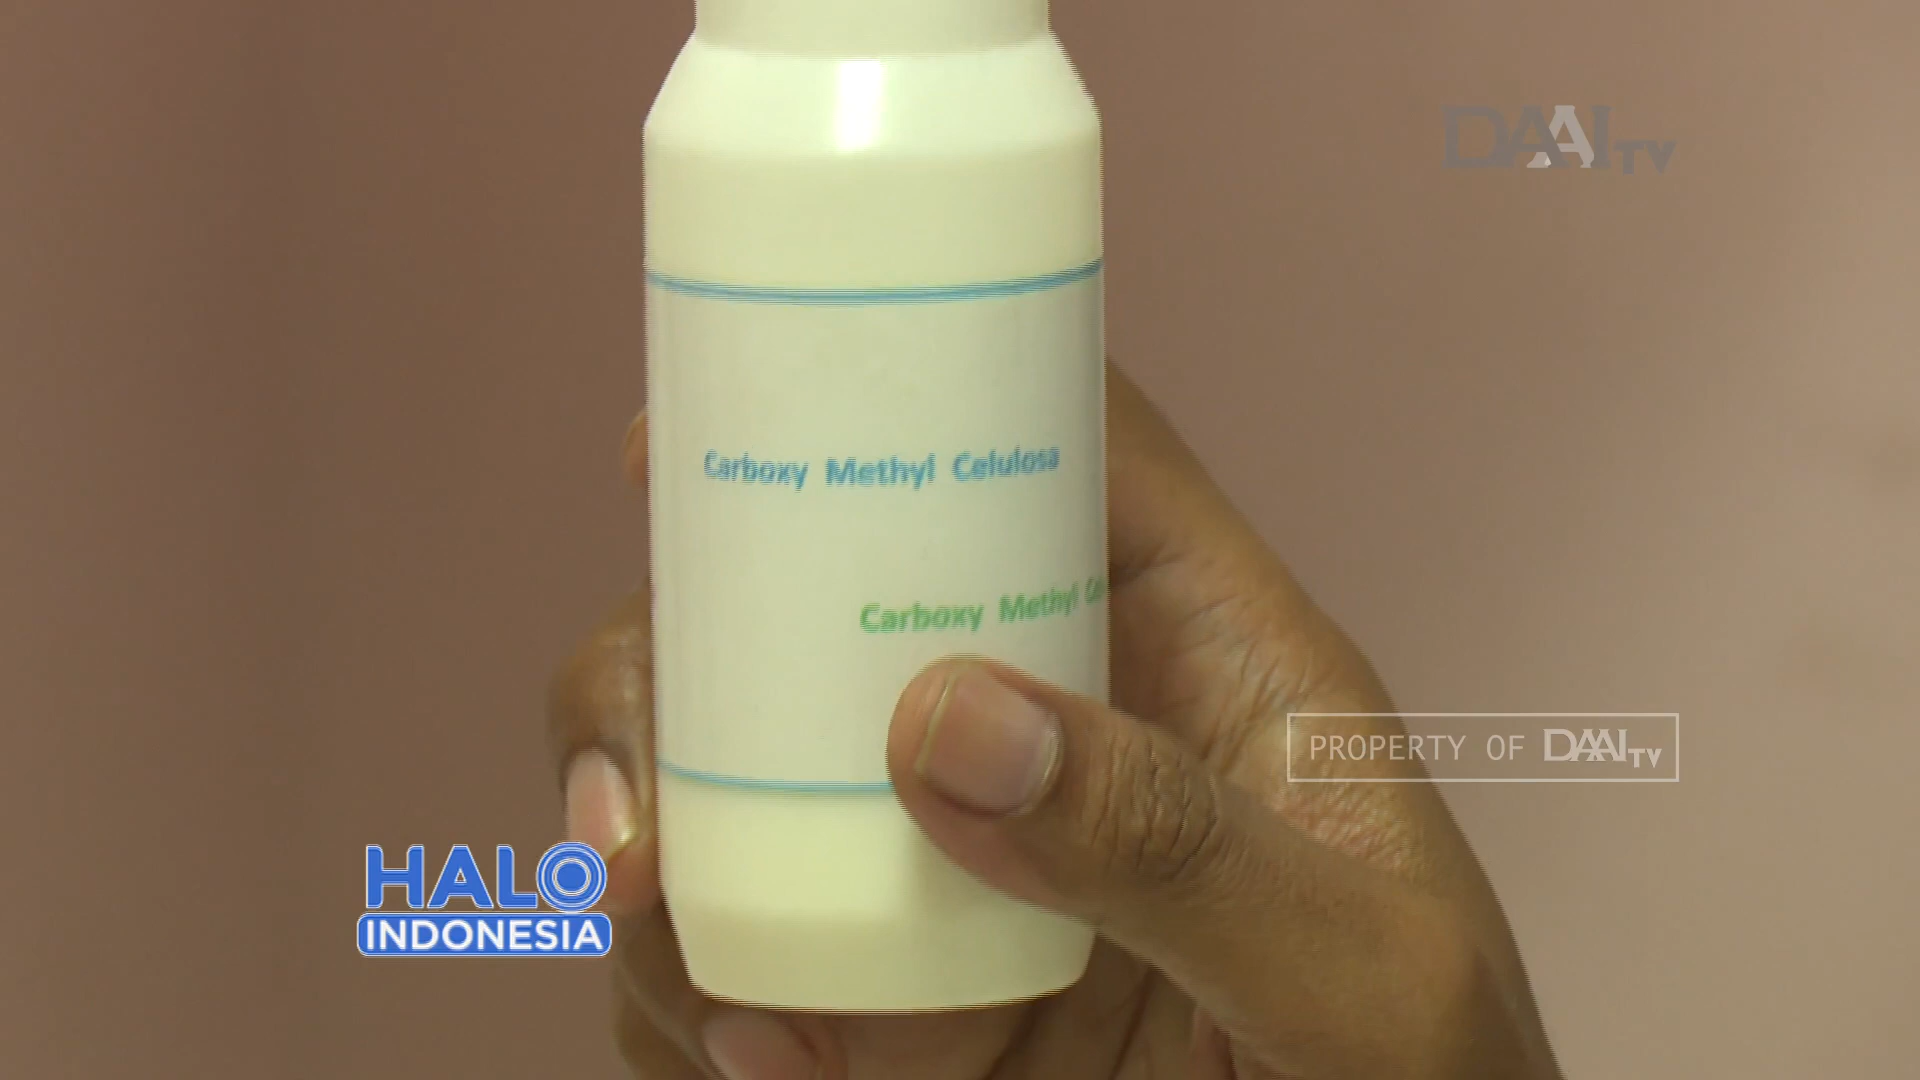 DAAI TV
Carboxy Methyl Celulosa
Carboxy Methyl
PROPERTY OF DAAI TV
HALO
INDONESIA